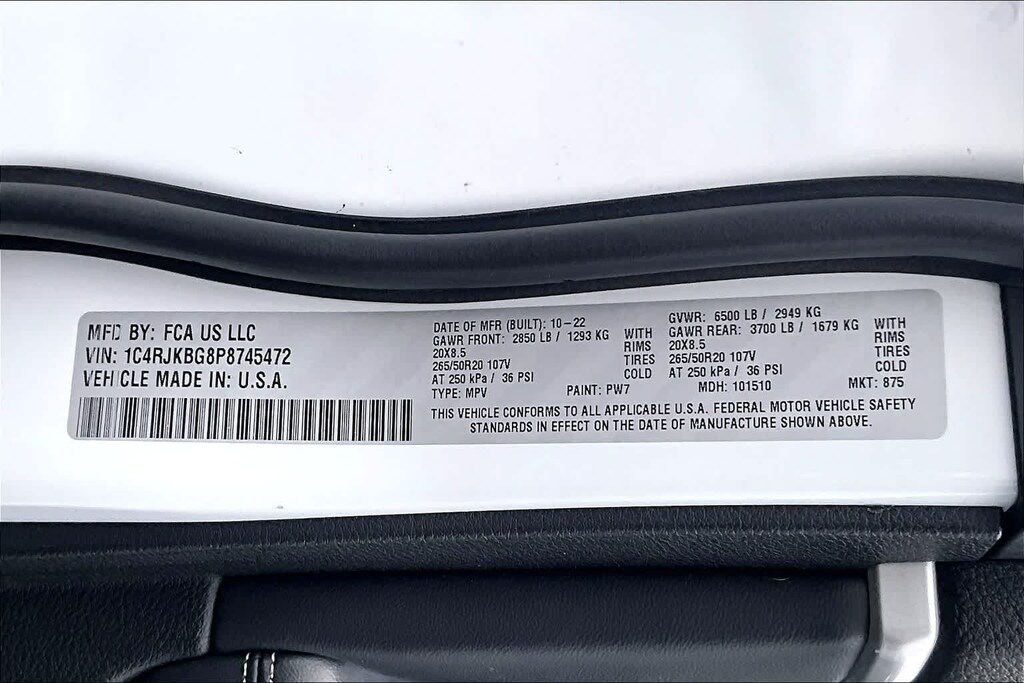 MFD BY: FCA US LLC
VIN: 1C4RJKBG8P8745472
VEHICLE MADE IN: U.S.A.
DATE OF MFR (BUILT): 10-22
GAWR FRONT: 2850 LB / 1293 KG WITH
20X8.5 RIMS
265/50R20 107V TIRES
AT 250 kPa / 36 PSI COLD
TYPE: MPV PAINT: PW7
GVWR: 6500 LB / 2949 KG
GAWR REAR: 3700 LB / 1679 KG WITH
20X8.5 RIMS
265/50R20 107V TIRES
AT 250 kPa / 36 PSI COLD
MDH: 101510 MKT: 875
THIS VEHICLE CONFORMS TO ALL APPLICABLE U.S.A. FEDERAL MOTOR VEHICLE SAFETY
STANDARDS IN EFFECT ON THE DATE OF MANUFACTURE SHOWN ABOVE.